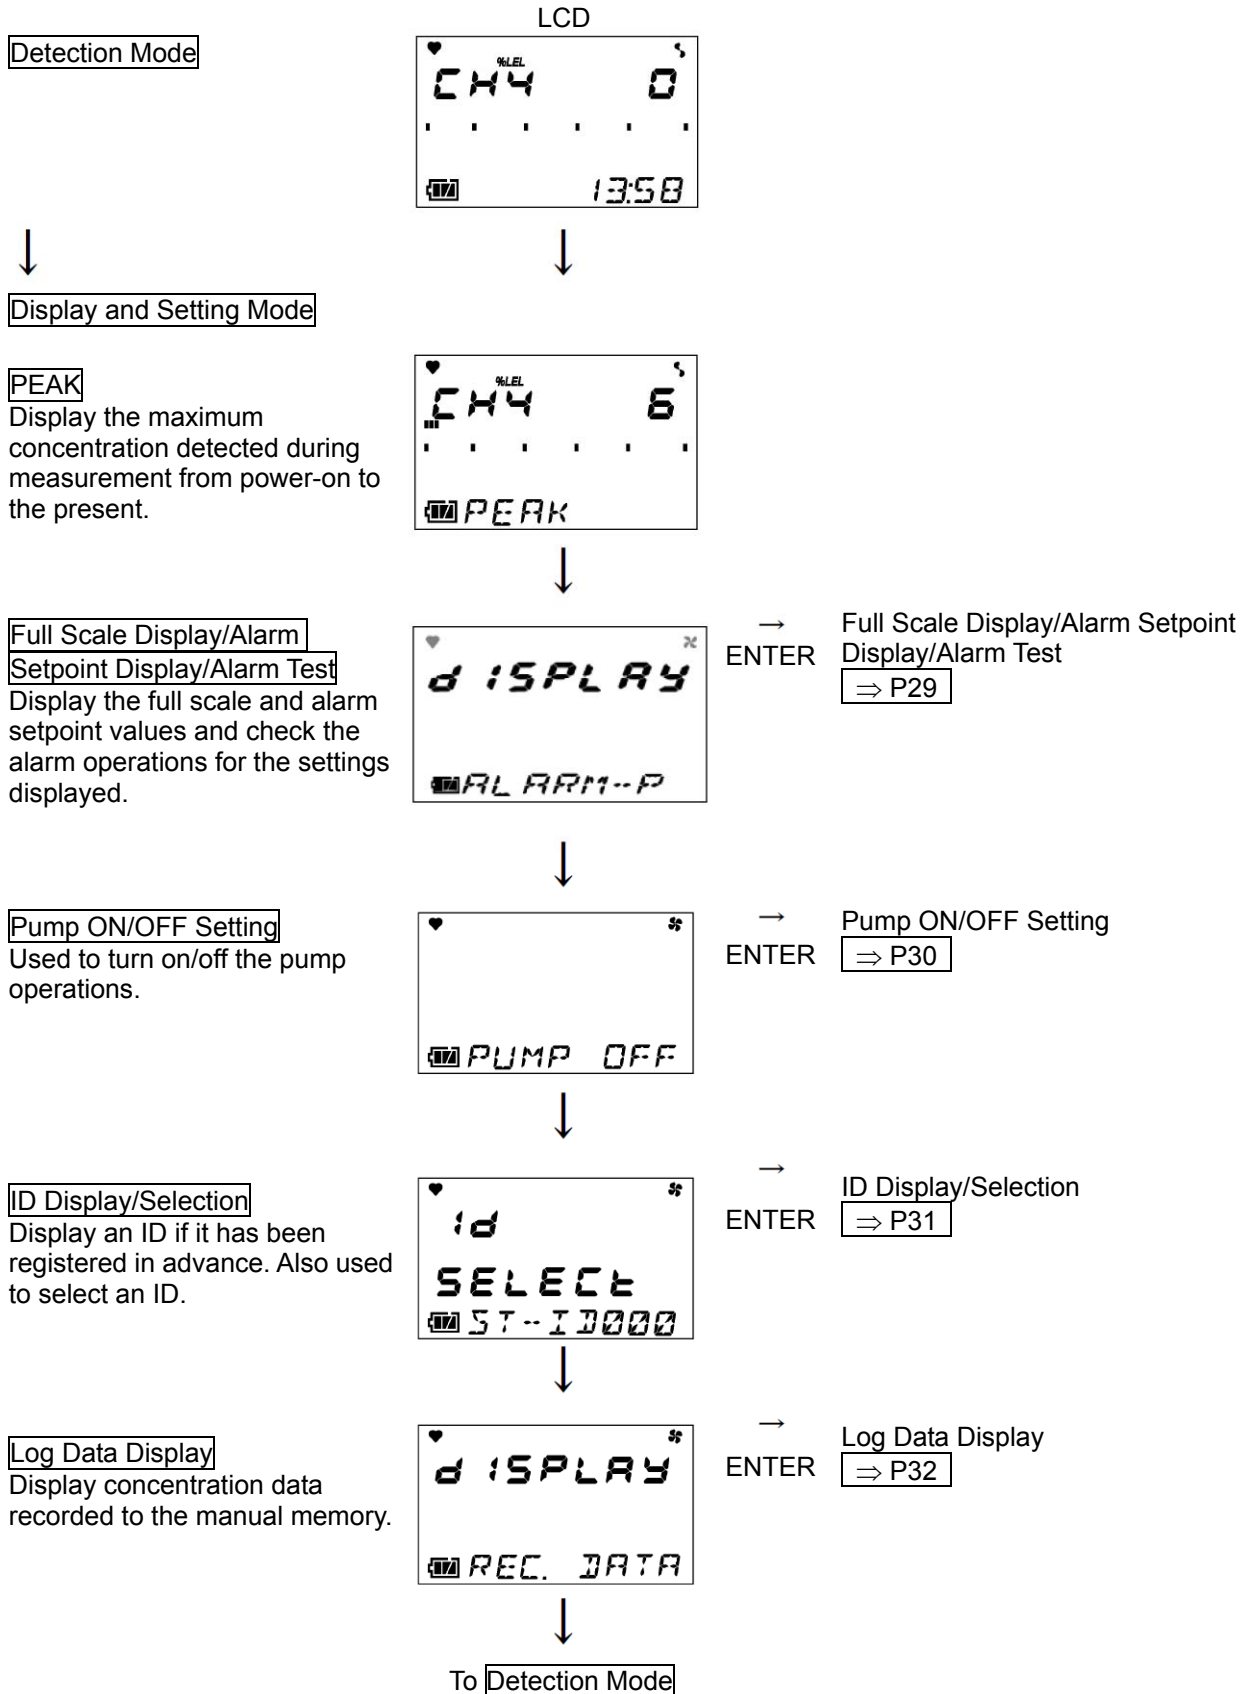 LCD
Detection Mode
%LEL
CH4 0
13:58
Display and Setting Mode
PEAK
Display the maximum
concentration detected during
measurement from power-on to
the present.
%LEL
CH4 6
PEAK
Full Scale Display/Alarm
Setpoint Display/Alarm Test
Display the full scale and alarm
setpoint values and check the
alarm operations for the settings
displayed.
dISPLAY
ALARM--P
→
ENTER
Full Scale Display/Alarm Setpoint
Display/Alarm Test
⇒ P29
Pump ON/OFF Setting
Used to turn on/off the pump
operations.
PUMP OFF
→
ENTER
Pump ON/OFF Setting
⇒ P30
ID Display/Selection
Display an ID if it has been
registered in advance. Also used
to select an ID.
Id
SELECt
ST--ID000
→
ENTER
ID Display/Selection
⇒ P31
Log Data Display
Display concentration data
recorded to the manual memory.
dISPLAY
REC. DATA
→
ENTER
Log Data Display
⇒ P32
To Detection Mode